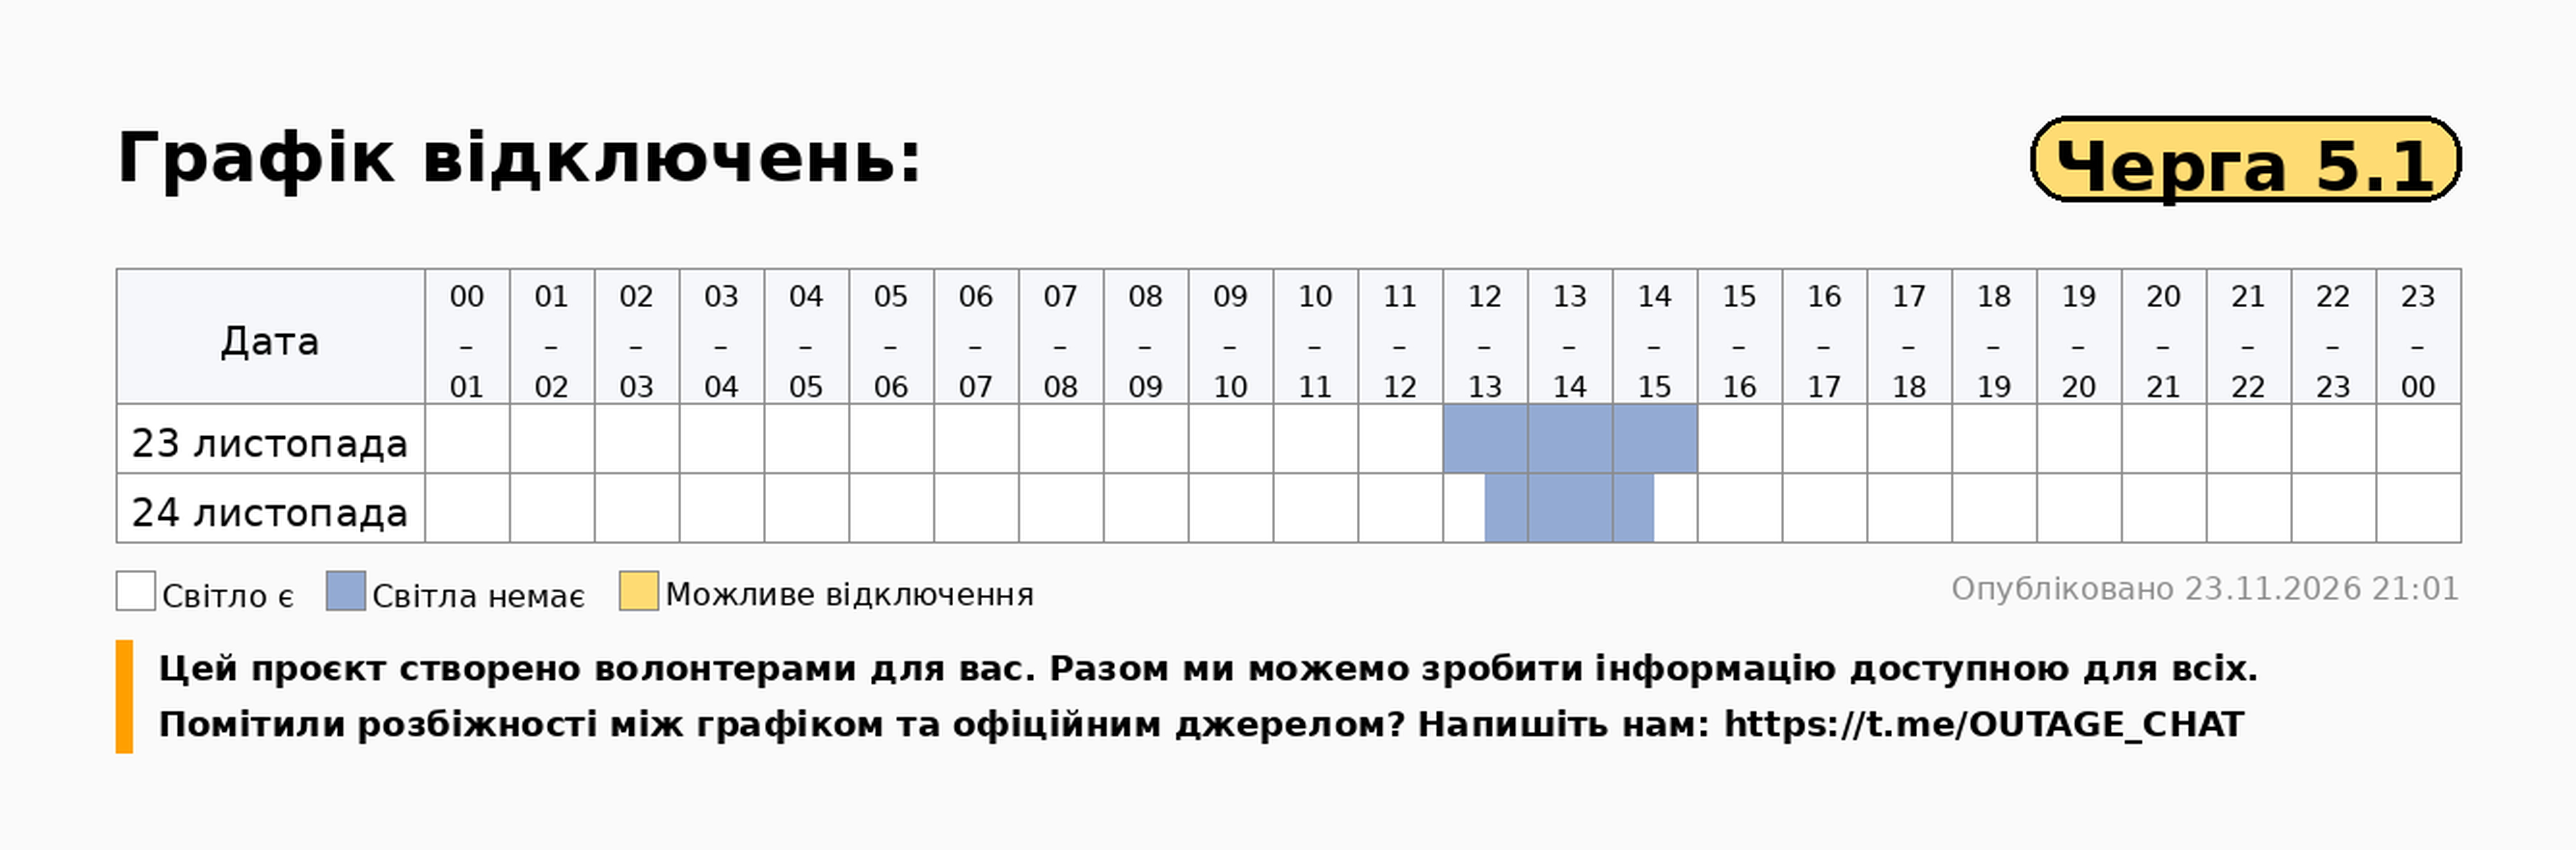 Графік відключень:
Черга 5.1
Дата 00 – 01 01 – 02 02 – 03 03 – 04 04 – 05 05 – 06 06 – 07 07 – 08 08 – 09 09 – 10 10 – 11 11 – 12 12 – 13 13 – 14 14 – 15 15 – 16 16 – 17 17 – 18 18 – 19 19 – 20 20 – 21 21 – 22 22 – 23 23 – 00
23 листопада
24 листопада
Світло є Світла немає Можливе відключення
Опубліковано 23.11.2026 21:01
Цей проєкт створено волонтерами для вас. Разом ми можемо зробити інформацію доступною для всіх.
Помітили розбіжності між графіком та офіційним джерелом? Напишіть нам: https://t.me/OUTAGE_CHAT